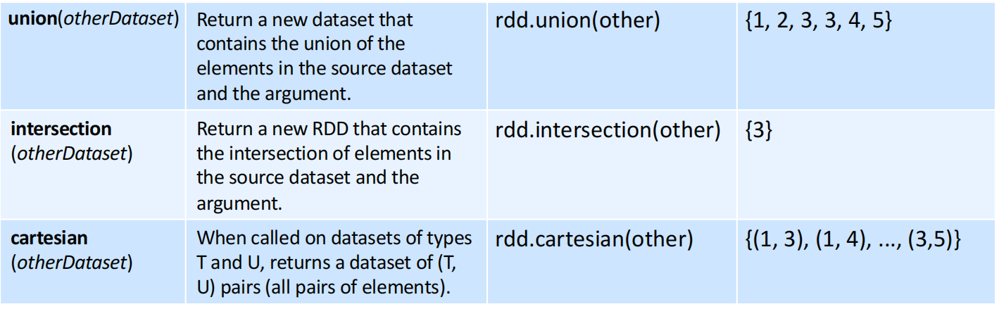 union(otherDataset)
Return a new dataset that
contains the union of the
elements in the source dataset
and the argument.
rdd.union(other)
{1, 2, 3, 3, 4, 5}
intersection
(otherDataset)
Return a new RDD that contains
the intersection of elements in
the source dataset and the
argument.
rdd.intersection(other)
{3}
cartesian
(otherDataset)
When called on datasets of types
T and U, returns a dataset of (T,
U) pairs (all pairs of elements).
rdd.cartesian(other)
{(1, 3), (1, 4), ..., (3,5)}